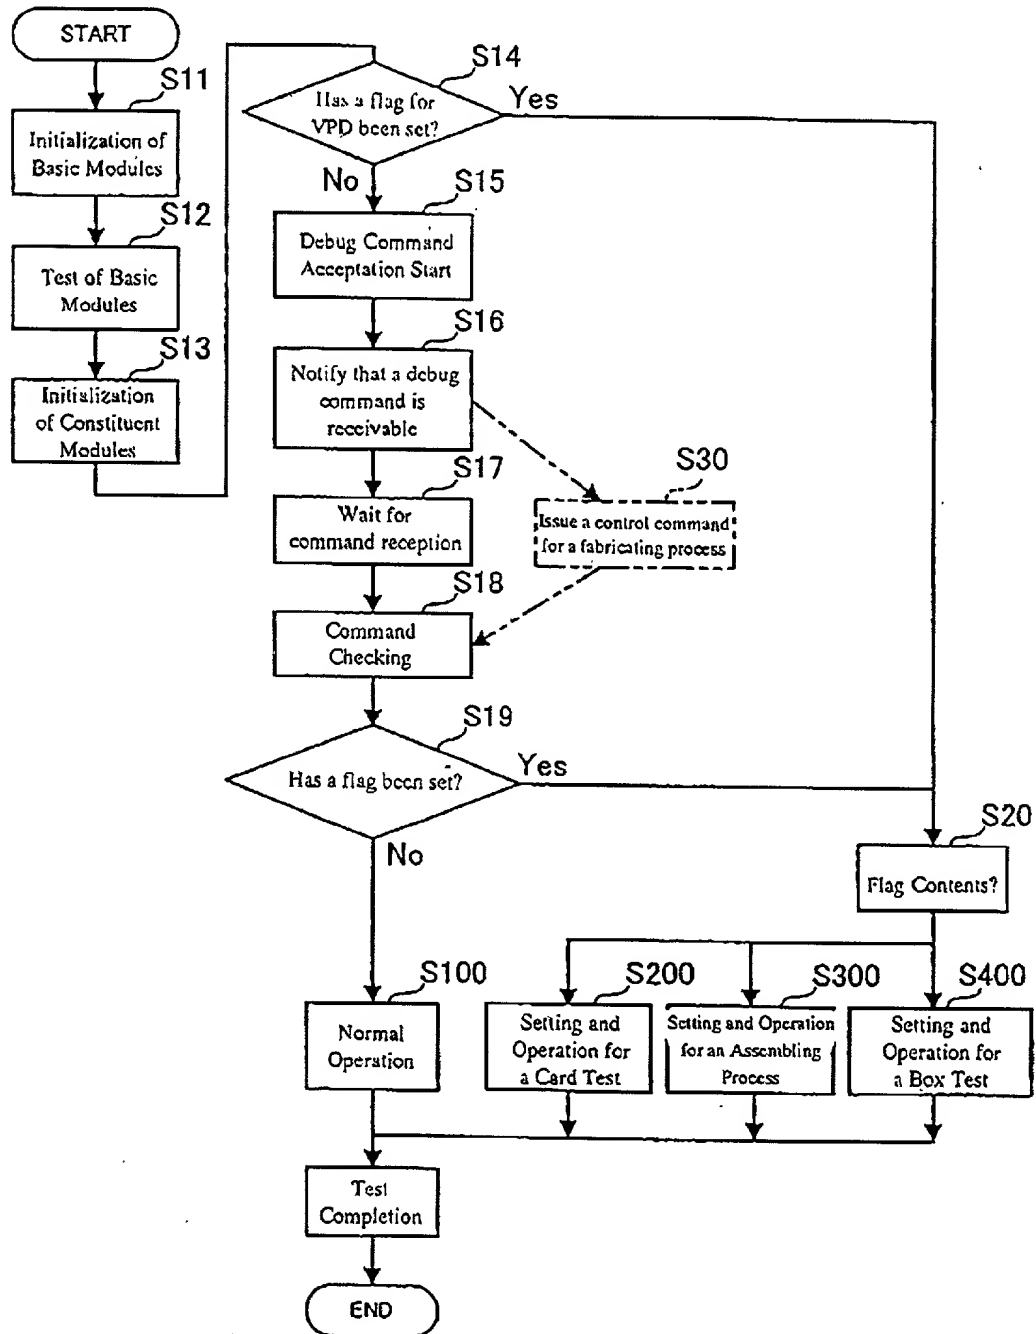 START
S11
Initialization of
Basic Modules
S12
Test of Basic
Modules
S13
Initialization
of Constituent
Modules
S14
Has a flag for
VPD been set?
Yes
No
S15
Debug Command
Acceptation Start
S16
Notify that a debug
command is
receivable
S17
Wait for
command reception
S30
Issue a control command
for a fabricating process
S18
Command
Checking
S19
Has a flag been set?
Yes
No
S20
Flag Contents?
S100
Normal
Operation
S200
Setting and
Operation for
a Card Test
S300
Setting and Operation
for an Assembling
Process
S400
Setting and
Operation for
a Box Test
Test
Completion
END